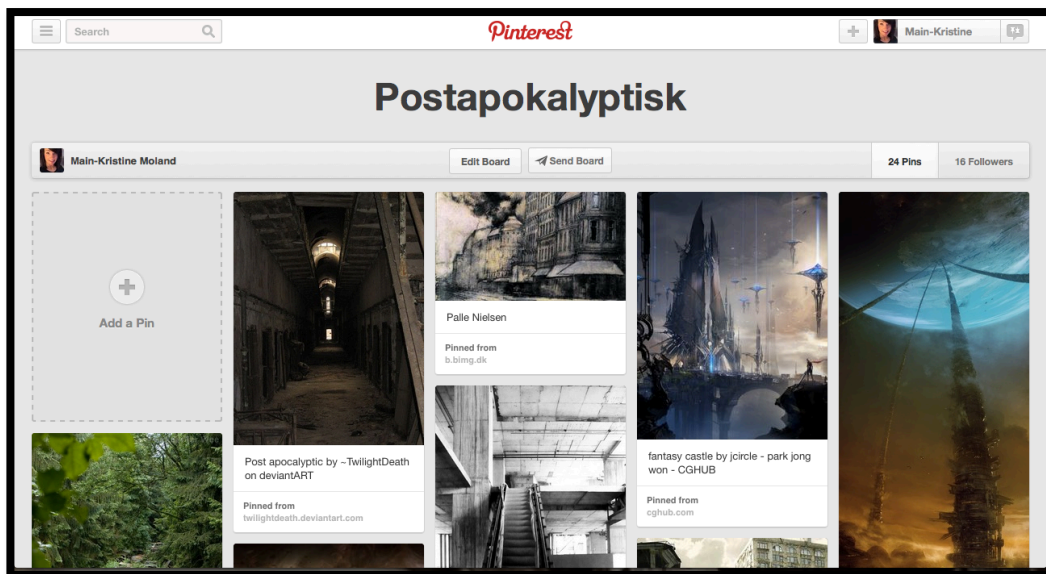 Search
Pinterest
Main-Kristine
Postapokalyptisk
Main-Kristine Moland
Edit Board
Send Board
24 Pins
16 Followers
Add a Pin
Post apocalyptic by ~TwilightDeath
on deviantART
Pinned from
twilightdeath.deviantart.com
Palle Nielsen
Pinned from
b.bimg.dk
fantasy castle by jcircle - park jong
won - CGHUB
Pinned from
cghub.com